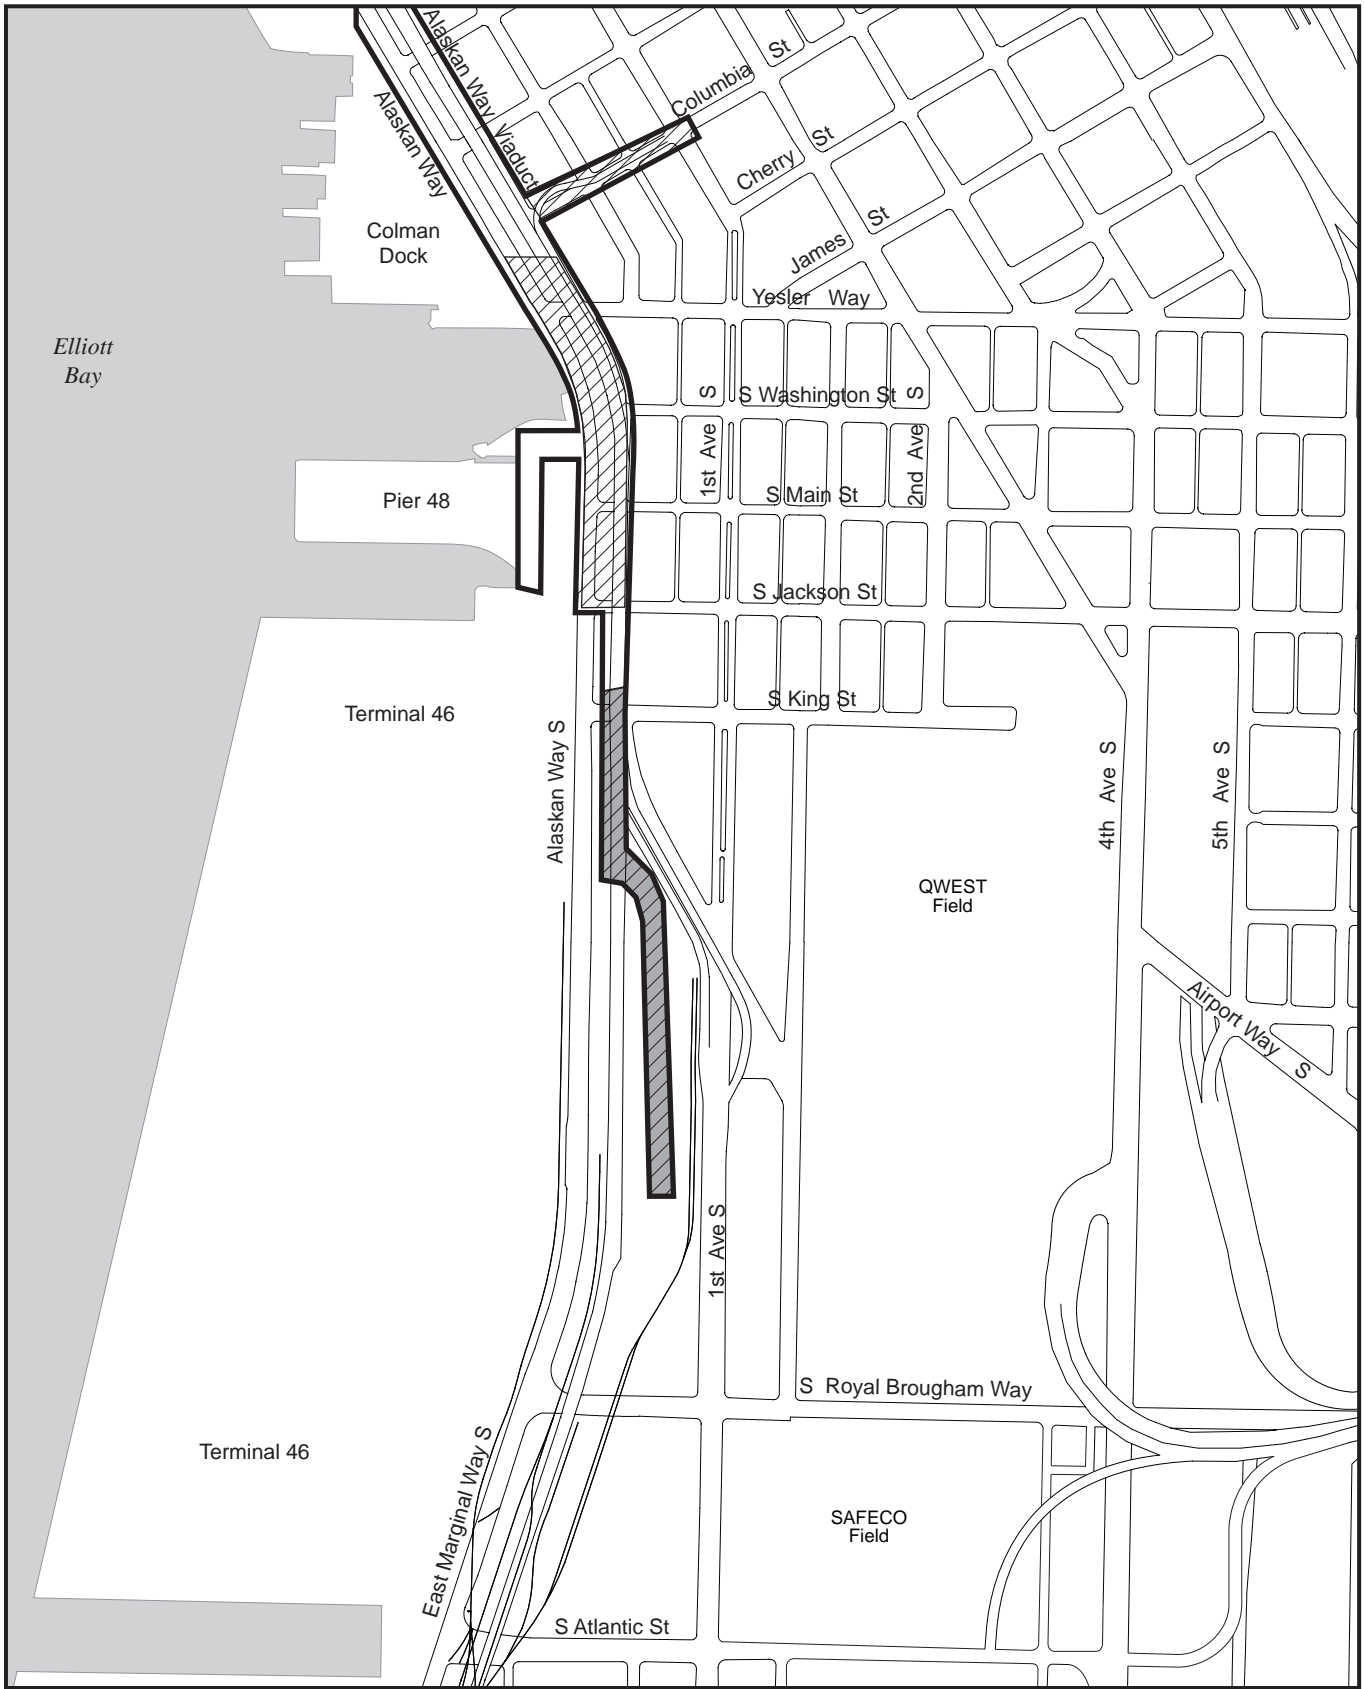 Alaskan Way Viaduct
Alaskan Way
Columbia St
Cherry St
James St
Colman
Dock
Yesler Way
Elliott
Bay
S Washington St
1st Ave S
2nd Ave S
Pier 48
S Main St
S Jackson St
S King St
Terminal 46
Alaskan Way S
4th Ave S
5th Ave S
QWEST
Field
Airport Way S
1st Ave S
S Royal Brougham Way
Terminal 46
East Marginal Way S
SAFECO
Field
S Atlantic St